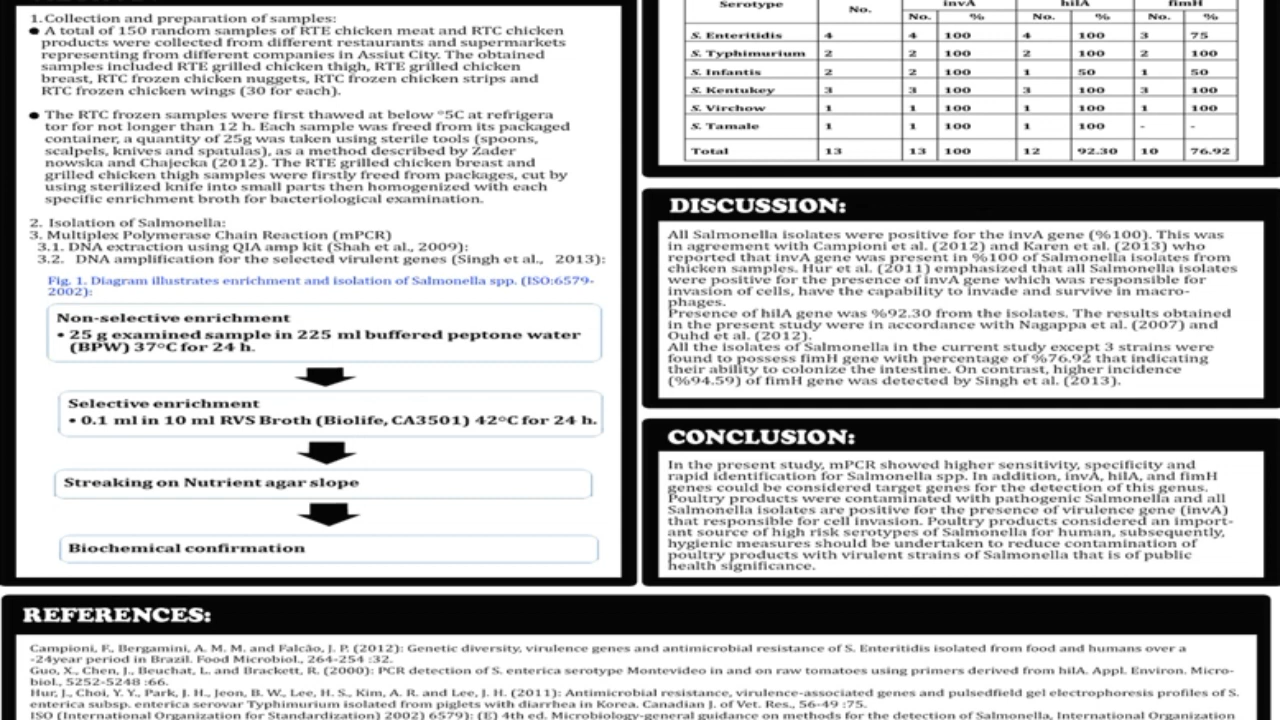 1.Collection and preparation of samples:
● A total of 150 random samples of RTE chicken meat and RTC chicken
products were collected from different restaurants and supermarkets
representing from different companies in Assiut City. The obtained
samples included RTE grilled chicken thigh, RTE grilled chicken
breast, RTC frozen chicken nuggets, RTC frozen chicken strips and
RTC frozen chicken wings (30 for each).
● The RTC frozen samples were first thawed at below °5C at refrigera
tor for not longer than 12 h. Each sample was freed from its packaged
container, a quantity of 25g was taken using sterile tools (spoons,
scalpels, knives and spatulas), as a method described by Zader
nowska and Chajecka (2012). The RTE grilled chicken breast and
grilled chicken thigh samples were firstly freed from packages, cut by
using sterilized knife into small parts then homogenized with each
specific enrichment broth for bacteriological examination.
2. Isolation of Salmonella:
3. Multiplex Polymerase Chain Reaction (mPCR)
3.1. DNA extraction using QIA amp kit (Shah et al., 2009):
3.2. DNA amplification for the selected virulent genes (Singh et al., 2013):
Fig. 1. Diagram illustrates enrichment and isolation of Salmonella spp. (ISO:6579-
2002):
Non-selective enrichment
• 25 g examined sample in 225 ml buffered peptone water
(BPW) 37°C for 24 h.
Selective enrichment
• 0.1 ml in 10 ml RVS Broth (Biolife, CA3501) 42°C for 24 h.
Streaking on Nutrient agar slope
Biochemical confirmation
Serotype No. invA hilA fimH
No. % No. % No. %
S. Enteritidis 4 4 100 4 100 3 75
S. Typhimurium 2 2 100 2 100 2 100
S. Infantis 2 2 100 1 50 1 50
S. Kentukey 3 3 100 3 100 3 100
S. Virchow 1 1 100 1 100 1 100
S. Tamale 1 1 100 1 100 - -
Total 13 13 100 12 92.30 10 76.92
DISCUSSION:
All Salmonella isolates were positive for the invA gene (%100). This was
in agreement with Campioni et al. (2012) and Karen et al. (2013) who
reported that invA gene was present in %100 of Salmonella isolates from
chicken samples. Hur et al. (2011) emphasized that all Salmonella isolates
were positive for the presence of invA gene which was responsible for
invasion of cells, have the capability to invade and survive in macro-
phages.
Presence of hilA gene was %92.30 from the isolates. The results obtained
in the present study were in accordance with Nagappa et al. (2007) and
Ouhd et al. (2012).
All the isolates of Salmonella in the current study except 3 strains were
found to possess fimH gene with percentage of %76.92 that indicating
their ability to colonize the intestine. On contrast, higher incidence
(%94.59) of fimH gene was detected by Singh et al. (2013).
CONCLUSION:
In the present study, mPCR showed higher sensitivity, specificity and
rapid identification for Salmonella spp. In addition, invA, hilA, and fimH
genes could be considered target genes for the detection of this genus.
Poultry products were contaminated with pathogenic Salmonella and all
Salmonella isolates are positive for the presence of virulence gene (invA)
that responsible for cell invasion. Poultry products considered an import-
ant source of high risk serotypes of Salmonella for human, subsequently,
hygienic measures should be undertaken to reduce contamination of
poultry products with virulent strains of Salmonella that is of public
health significance.
REFERENCES:
Campioni, F., Bergamini, A. M. M. and Falcão, J. P. (2012): Genetic diversity, virulence genes and antimicrobial resistance of S. Enteritidis isolated from food and humans over a
-24year period in Brazil. Food Microbiol., 264-254 :32.
Guo, X., Chen, J., Beuchat, L. and Brackett, R. (2000): PCR detection of S. enterica serotype Montevideo in and on raw tomatoes using primers derived from hilA. Appl. Environ. Micro-
biol., 5252-5248 :66.
Hur, J., Choi, Y. Y., Park, J. H., Jeon, B. W., Lee, H. S., Kim, A. R. and Lee, J. H. (2011): Antimicrobial resistance, virulence-associated genes and pulsedfield gel electrophoresis profiles of S.
enterica subsp. enterica serovar Typhimurium isolated from piglets with diarrhea in Korea. Canadian J. of Vet. Res., 56-49 :75.
ISO (International Organization for Standardization) 2002) 6579): (E) 4th ed. Microbiology-general guidance on methods for the detection of Salmonella, International Organization